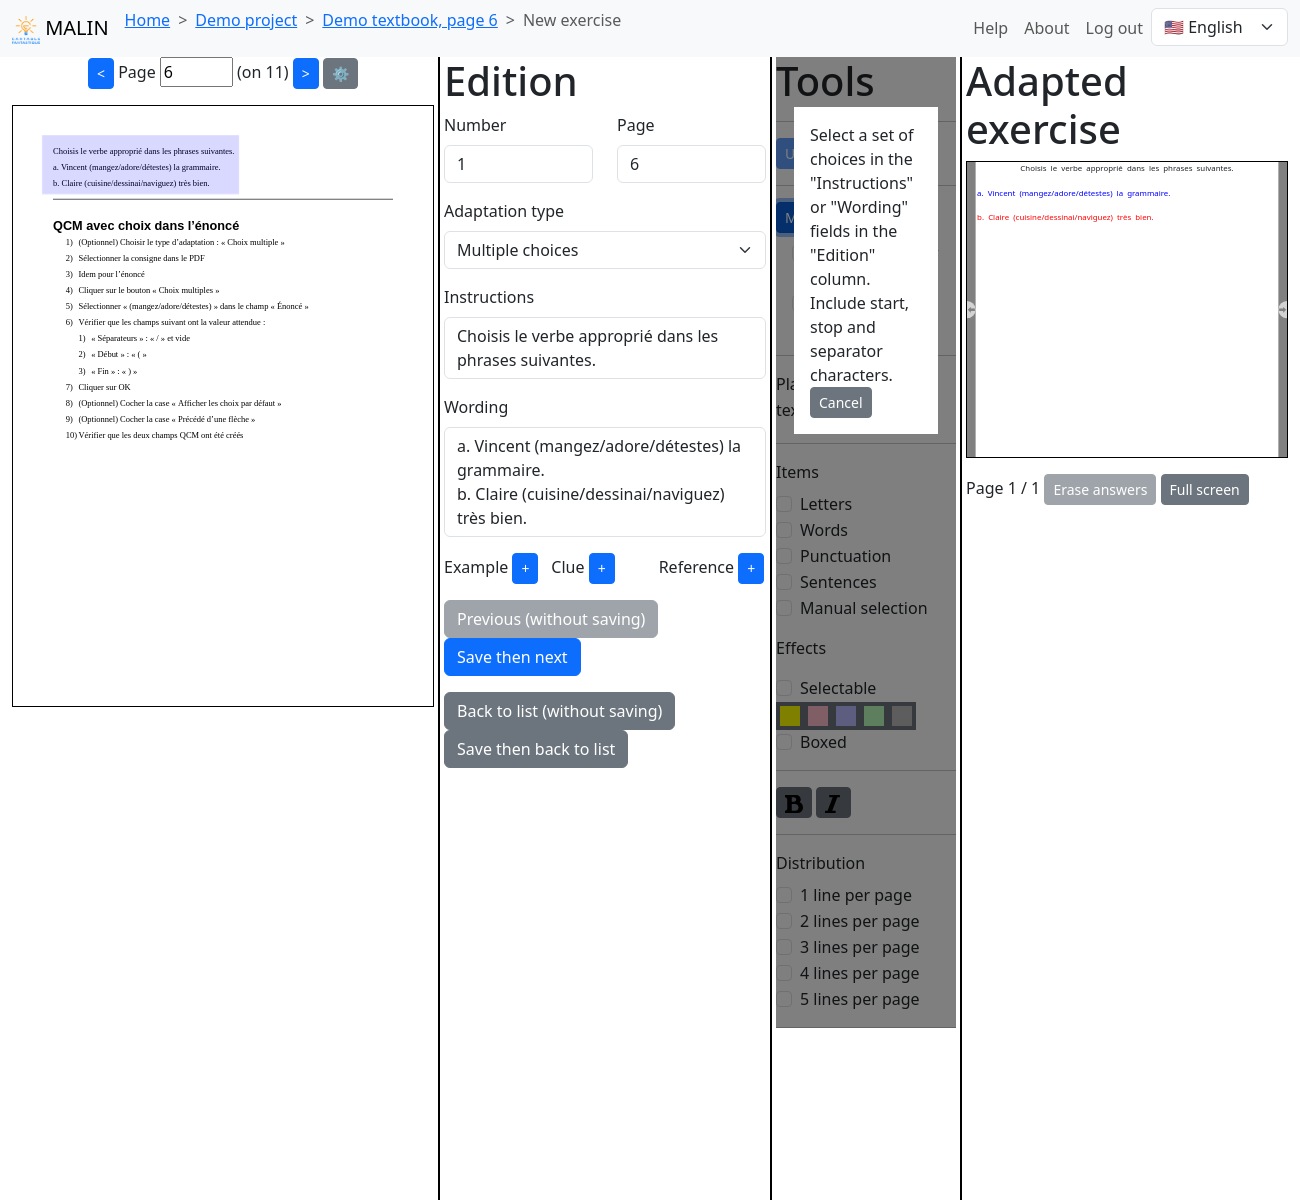 MALIN
Home > Demo project > Demo textbook, page 6 > New exercise
Help About Log out 🇺🇸 English
< Page 6 (on 11) > ⚙️
Choisis le verbe approprié dans les phrases suivantes.
a. Vincent (mangez/adore/détestes) la grammaire.
b. Claire (cuisine/dessinai/naviguez) très bien.
QCM avec choix dans l'énoncé
1) (Optionnel) Choisir le type d'adaptation : « Choix multiple »
2) Sélectionner la consigne dans le PDF
3) Idem pour l'énoncé
4) Cliquer sur le bouton « Choix multiples »
5) Sélectionner « (mangez/adore/détestes) » dans le champ « Énoncé »
6) Vérifier que les champs suivant ont la valeur attendue :
1) « Séparateurs » : « / » et vide
2) « Début » : « ( »
3) « Fin » : « ) »
7) Cliquer sur OK
8) (Optionnel) Cocher la case « Afficher les choix par défaut »
9) (Optionnel) Cocher la case « Précédé d'une flèche »
10) Vérifier que les deux champs QCM ont été créés
Edition
Number Page
1 6
Adaptation type
Multiple choices
Instructions
Choisis le verbe approprié dans les
phrases suivantes.
Wording
a. Vincent (mangez/adore/détestes) la
grammaire.
b. Claire (cuisine/dessinai/naviguez)
très bien.
Example + Clue + Reference +
Previous (without saving)
Save then next
Back to list (without saving)
Save then back to list
Tools
Select a set of
choices in the
"Instructions"
or "Wording"
fields in the
"Edition"
column.
Include start,
stop and
separator
characters.
Cancel
Items
Letters
Words
Punctuation
Sentences
Manual selection
Effects
Selectable
Boxed
B I
Distribution
1 line per page
2 lines per page
3 lines per page
4 lines per page
5 lines per page
Adapted
exercise
Choisis le verbe approprié dans les phrases suivantes.
a. Vincent (mangez/adore/détestes) la grammaire.
b. Claire (cuisine/dessinai/naviguez) très bien.
Page 1 / 1 Erase answers Full screen